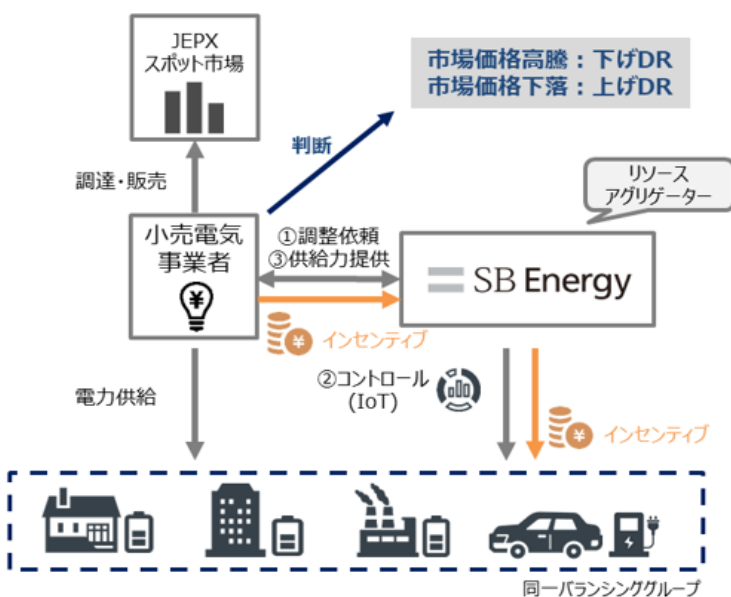 JEPX
スポット市場
市場価格高騰：下げDR
市場価格下落：上げDR
判断
調達・販売
リソース
アグリゲーター
小売電気
事業者
¥
①調整依頼
③供給力提供
SB Energy
¥
インセンティブ
電力供給
②コントロール
(IoT)
¥
インセンティブ
同一バランシンググループ